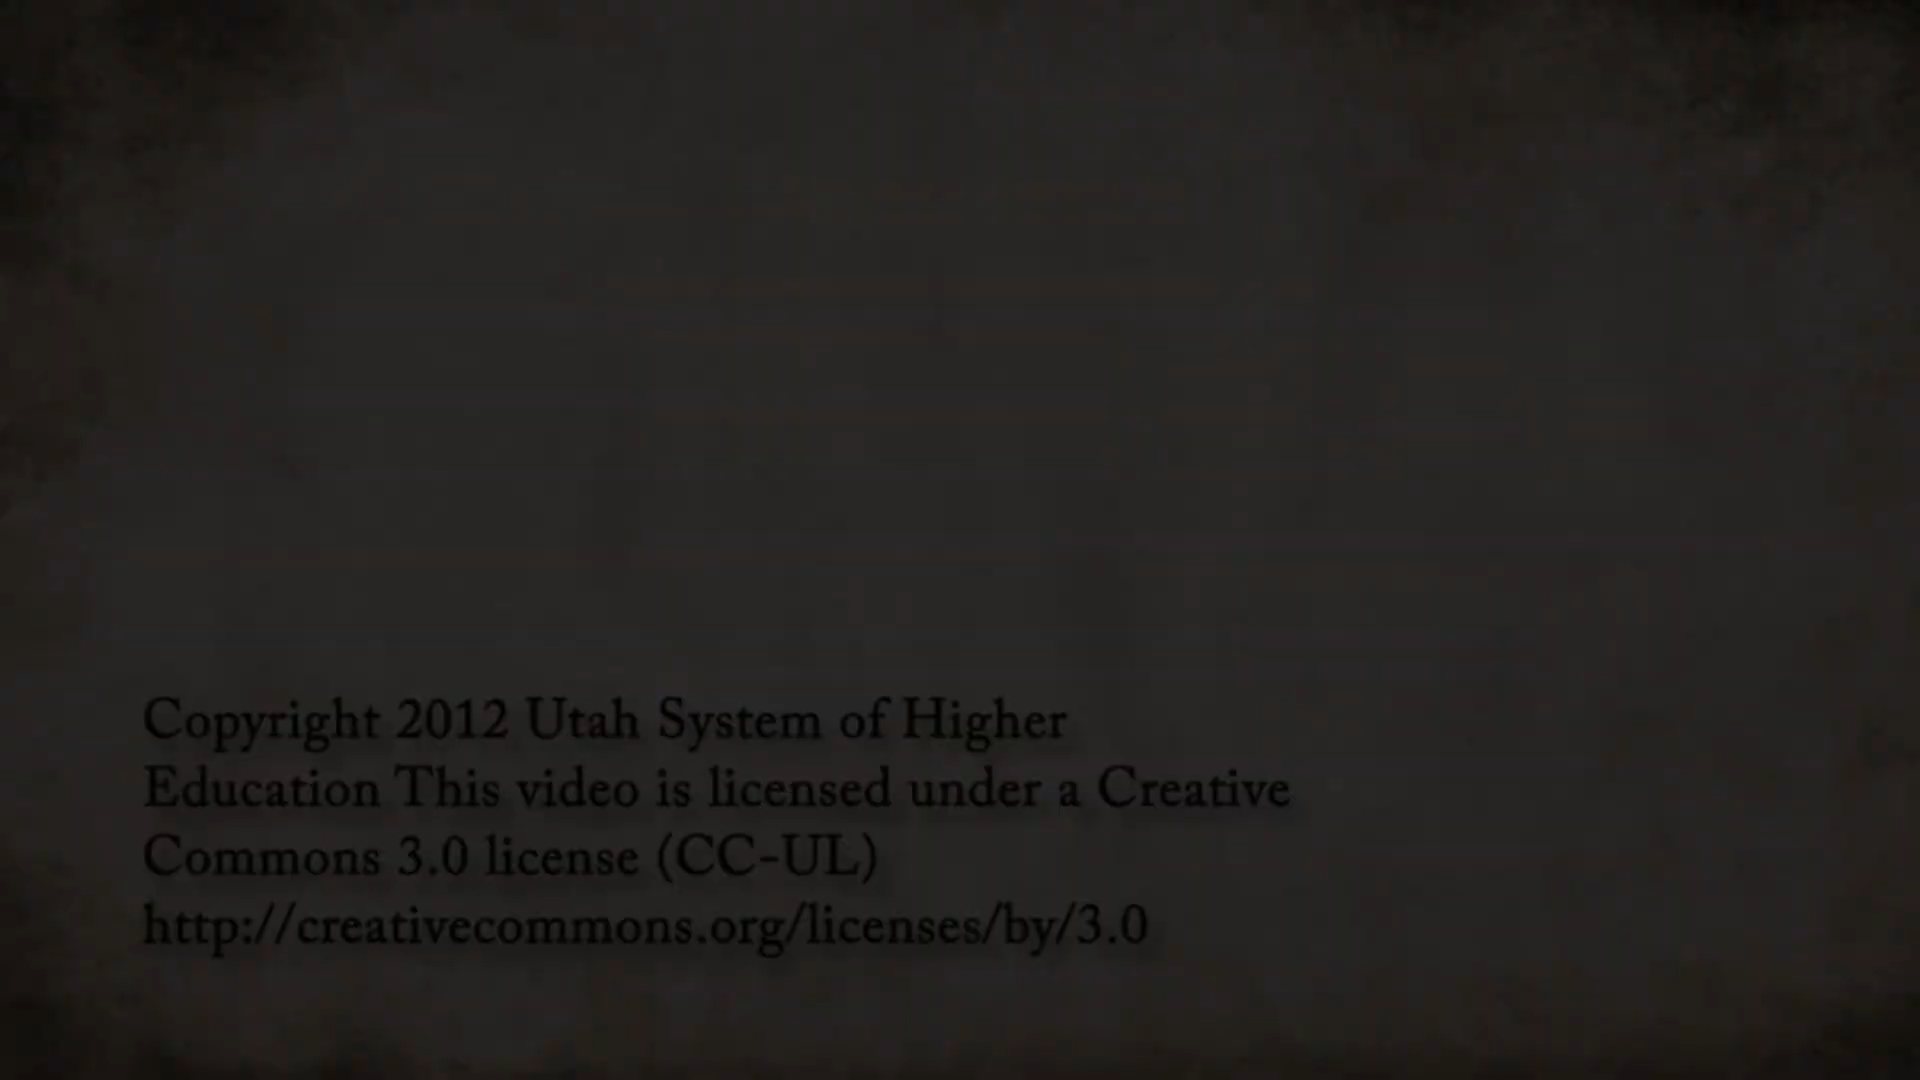 Copyright 2012 Utah System of Higher
Education This video is licensed under a Creative
Commons 3.0 license (CC-UL)
http://creativecommons.org/licenses/by/3.0